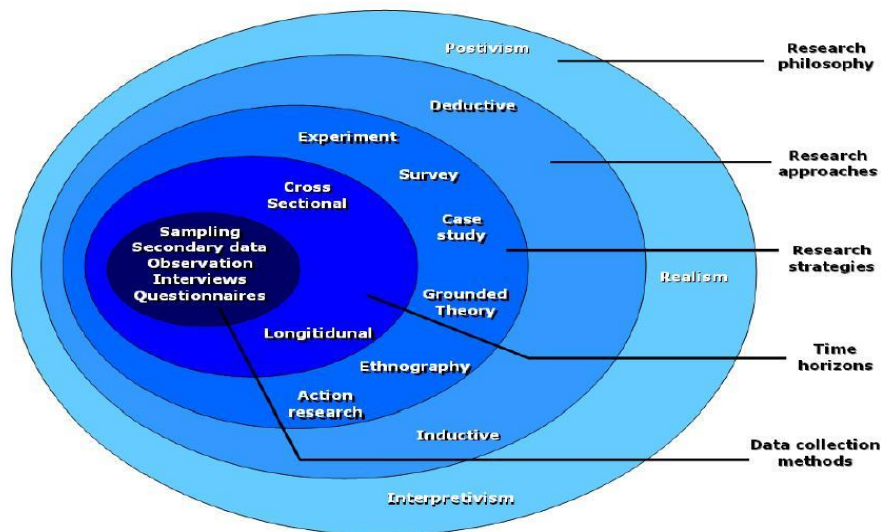 Postivism
Research
philosophy
Deductive
Experiment
Research
approaches
Survey
Cross
Sectional
Case
study
Sampling
Secondary data
Observation
Interviews
Questionnaires
Research
strategies
Realism
Grounded
Theory
Longitidunal
Time
horizons
Ethnography
Action
research
Inductive
Data collection
methods
Interpretivism